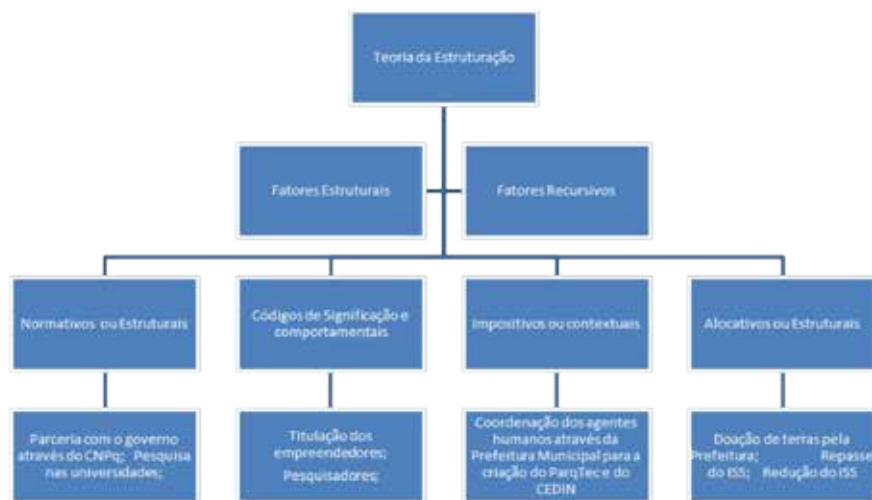 Teoria da Estruturação
Fatores Estruturais
Fatores Recursivos
Normativos ou Estruturais
Códigos de Significação e
comportamentais
Impositivos ou contextuais
Alocativos ou Estruturais
Parceria com o governo
através do CNPq; Pesquisa
nas universidades;
Titulação dos
empreendedores;
Pesquisadores;
Coordenação dos agentes
humanos através da
Prefeitura Municipal para a
criação do ParqTec e do
CEDIN
Doação de terras pela
Prefeitura; Repasse
do ISS; Redução do ISS